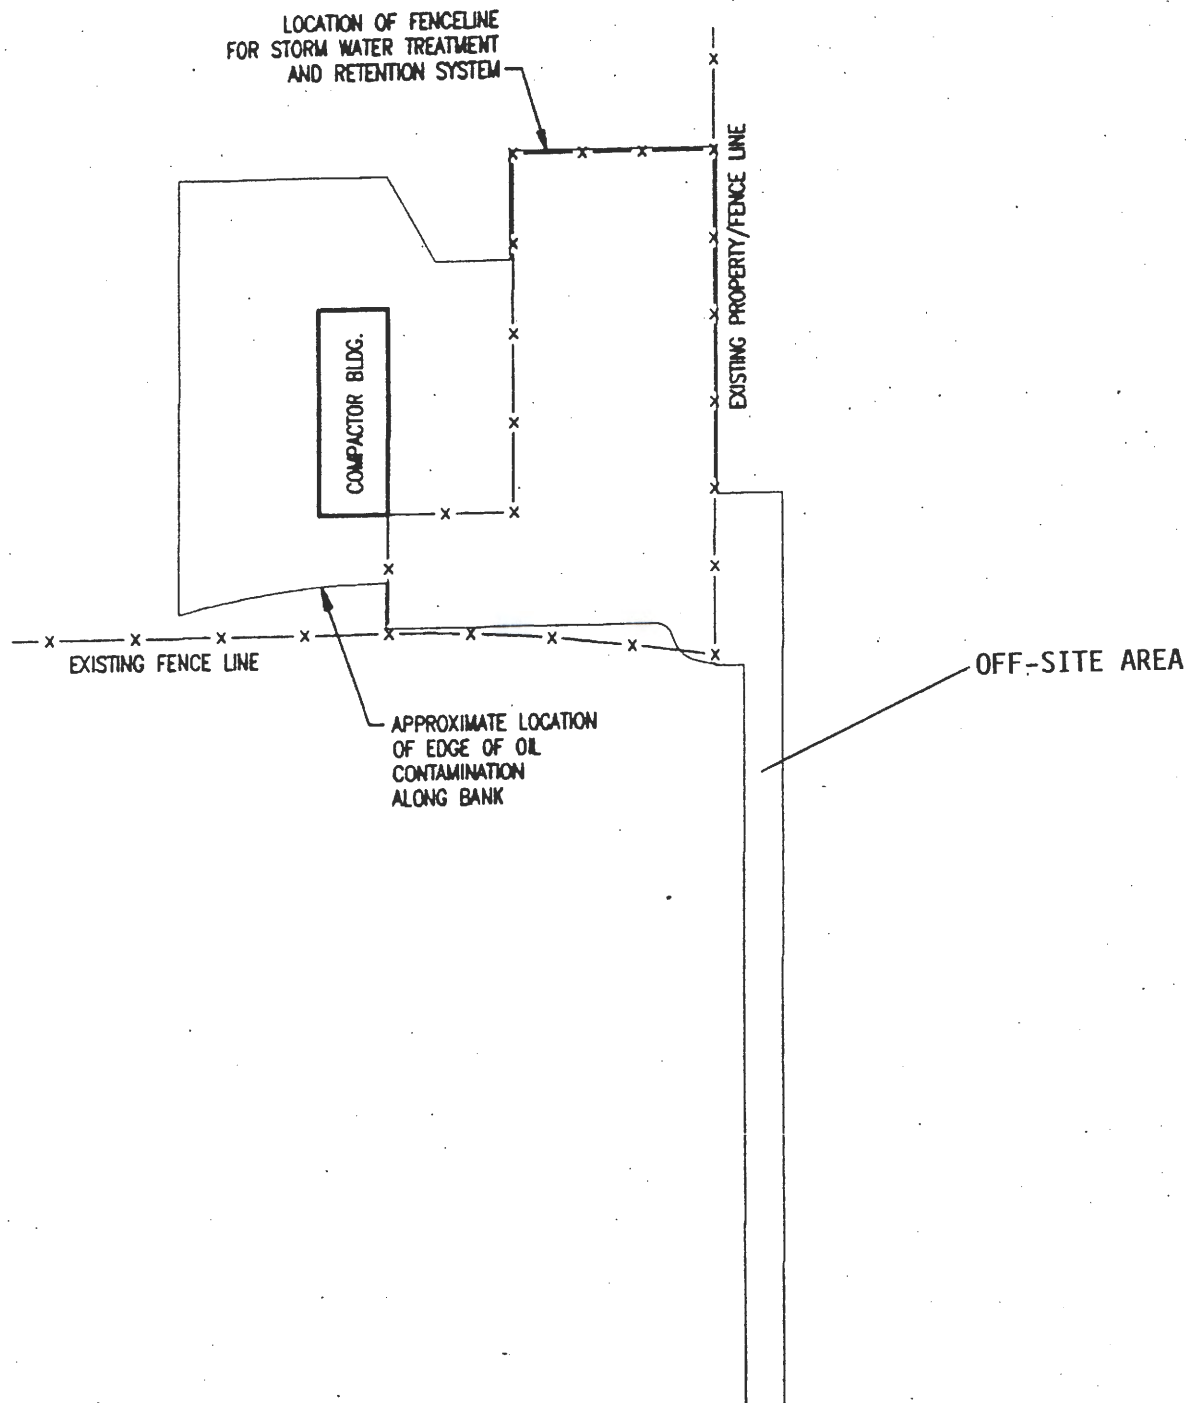 LOCATION OF FENCELINE
FOR STORM WATER TREATMENT
AND RETENTION SYSTEM
EXISTING PROPERTY/FENCE LINE
COMPACTOR BLDG.
EXISTING FENCE LINE
OFF-SITE AREA
APPROXIMATE LOCATION
OF EDGE OF OIL
CONTAMINATION
ALONG BANK